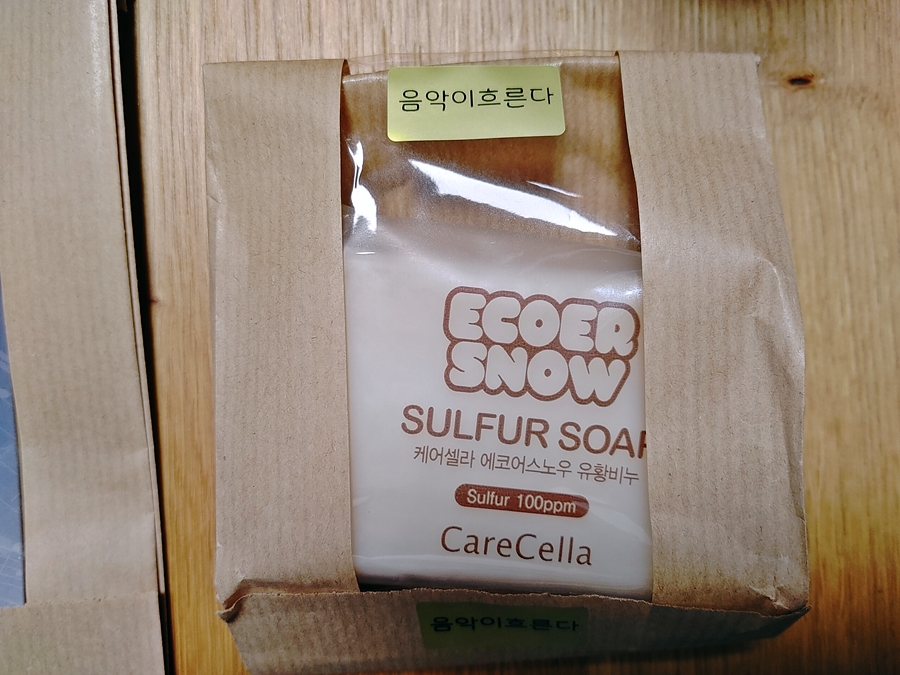 음악이흐른다
ECOER
SNOW
SULFUR SOAP
케어셀라 에코어스노우 유황비누
Sulfur 100ppm
CareCella
음악이흐른다